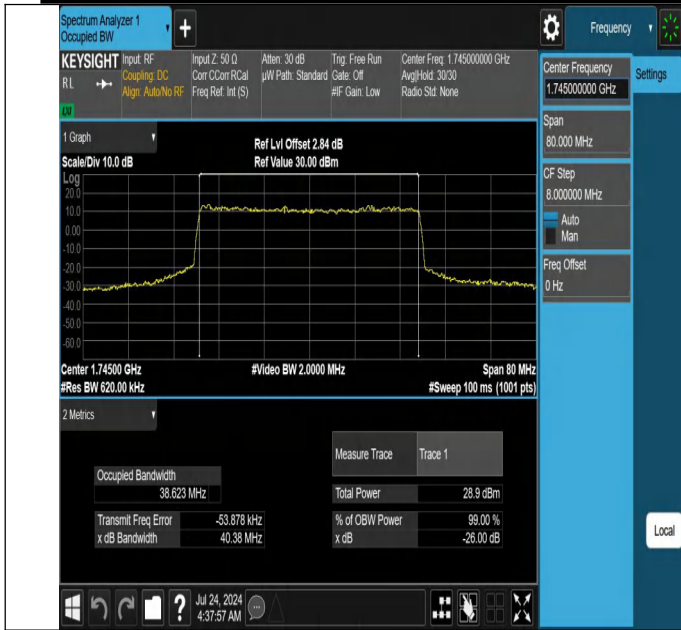 Spectrum Analyzer 1
Occupied BW
+
Frequency
KEYSIGHT
RL
LXI
Input: RF
Coupling: DC
Align: Auto/No RF
Input Z: 50 Ω
Corr CCorr RCal
Freq Ref: Int (S)
Atten: 30 dB
µW Path: Standard
Trig: Free Run
Gate: Off
#IF Gain: Low
Center Freq: 1.745000000 GHz
Avg|Hold: 30/30
Radio Std: None
Center Frequency
1.745000000 GHz
Settings
Span
80.000 MHz
CF Step
8.000000 MHz
Auto
Man
Freq Offset
0 Hz
1 Graph
Scale/Div 10.0 dB
Ref Lvl Offset 2.84 dB
Ref Value 30.00 dBm
Log
20.0
10.0
0.00
-10.0
-20.0
-30.0
-40.0
-50.0
-60.0
Center 1.74500 GHz
#Video BW 2.0000 MHz
Span 80 MHz
#Res BW 620.00 kHz
#Sweep 100 ms (1001 pts)
2 Metrics
Measure Trace
Trace 1
Occupied Bandwidth
38.623 MHz
Total Power
28.9 dBm
Transmit Freq Error
-53.878 kHz
% of OBW Power
99.00 %
x dB Bandwidth
40.38 MHz
x dB
-26.00 dB
Local
?
Jul 24, 2024
4:37:57 AM